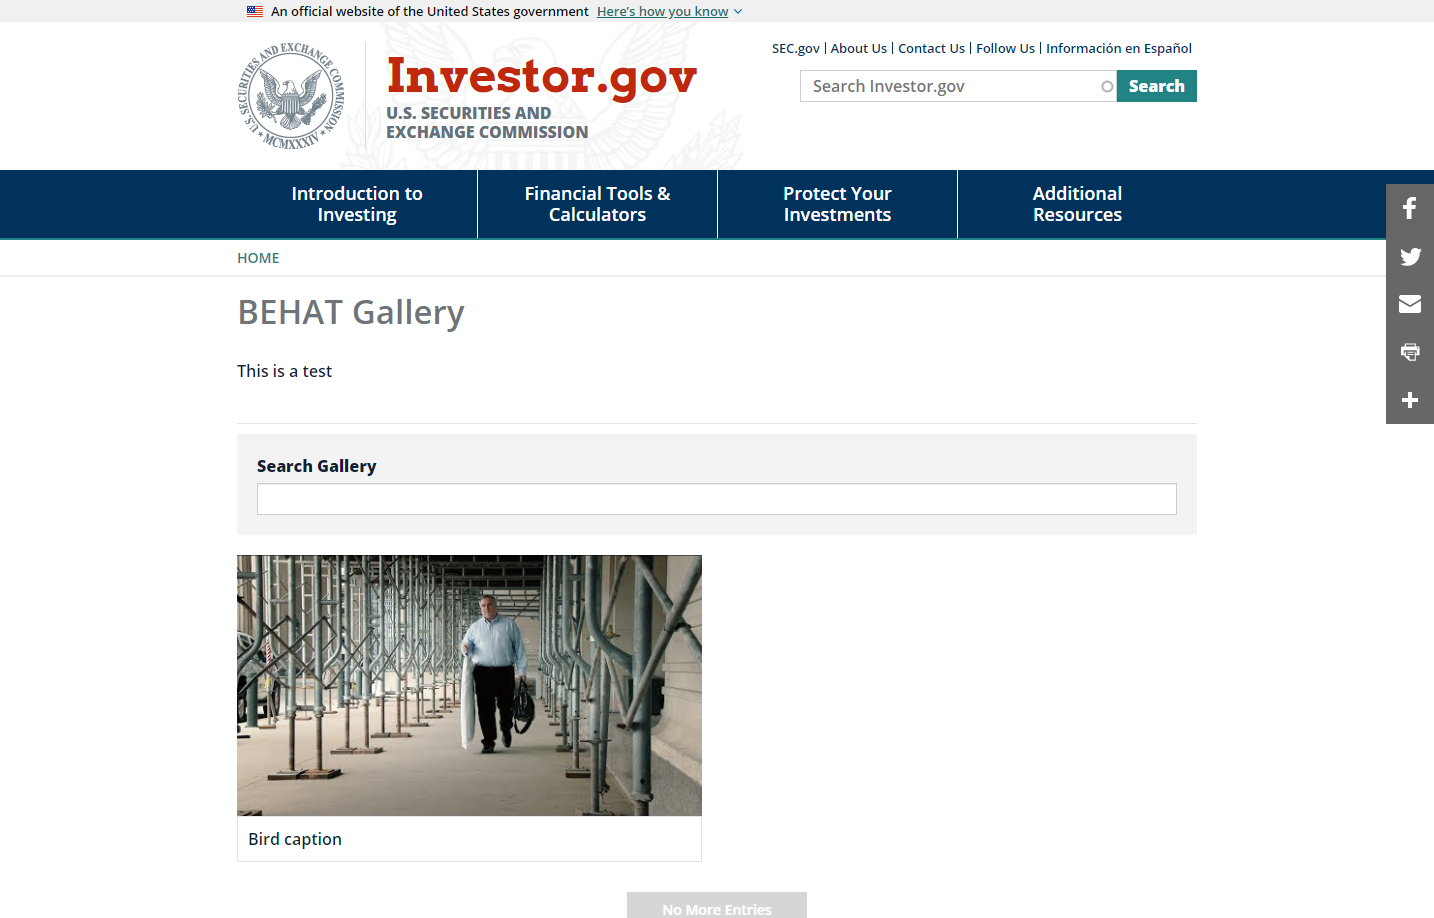 An official website of the United States government Here's how you know
SEC.gov About Us Contact Us Follow Us Información en Español
U.S. SECURITIES AND EXCHANGE COMMISSION MCMXXXIV
Investor.gov
U.S. SECURITIES AND
EXCHANGE COMMISSION
Search Investor.gov Search
Introduction to
Investing
Financial Tools &
Calculators
Protect Your
Investments
Additional
Resources
HOME
BEHAT Gallery
This is a test
Search Gallery
Bird caption
No More Entries